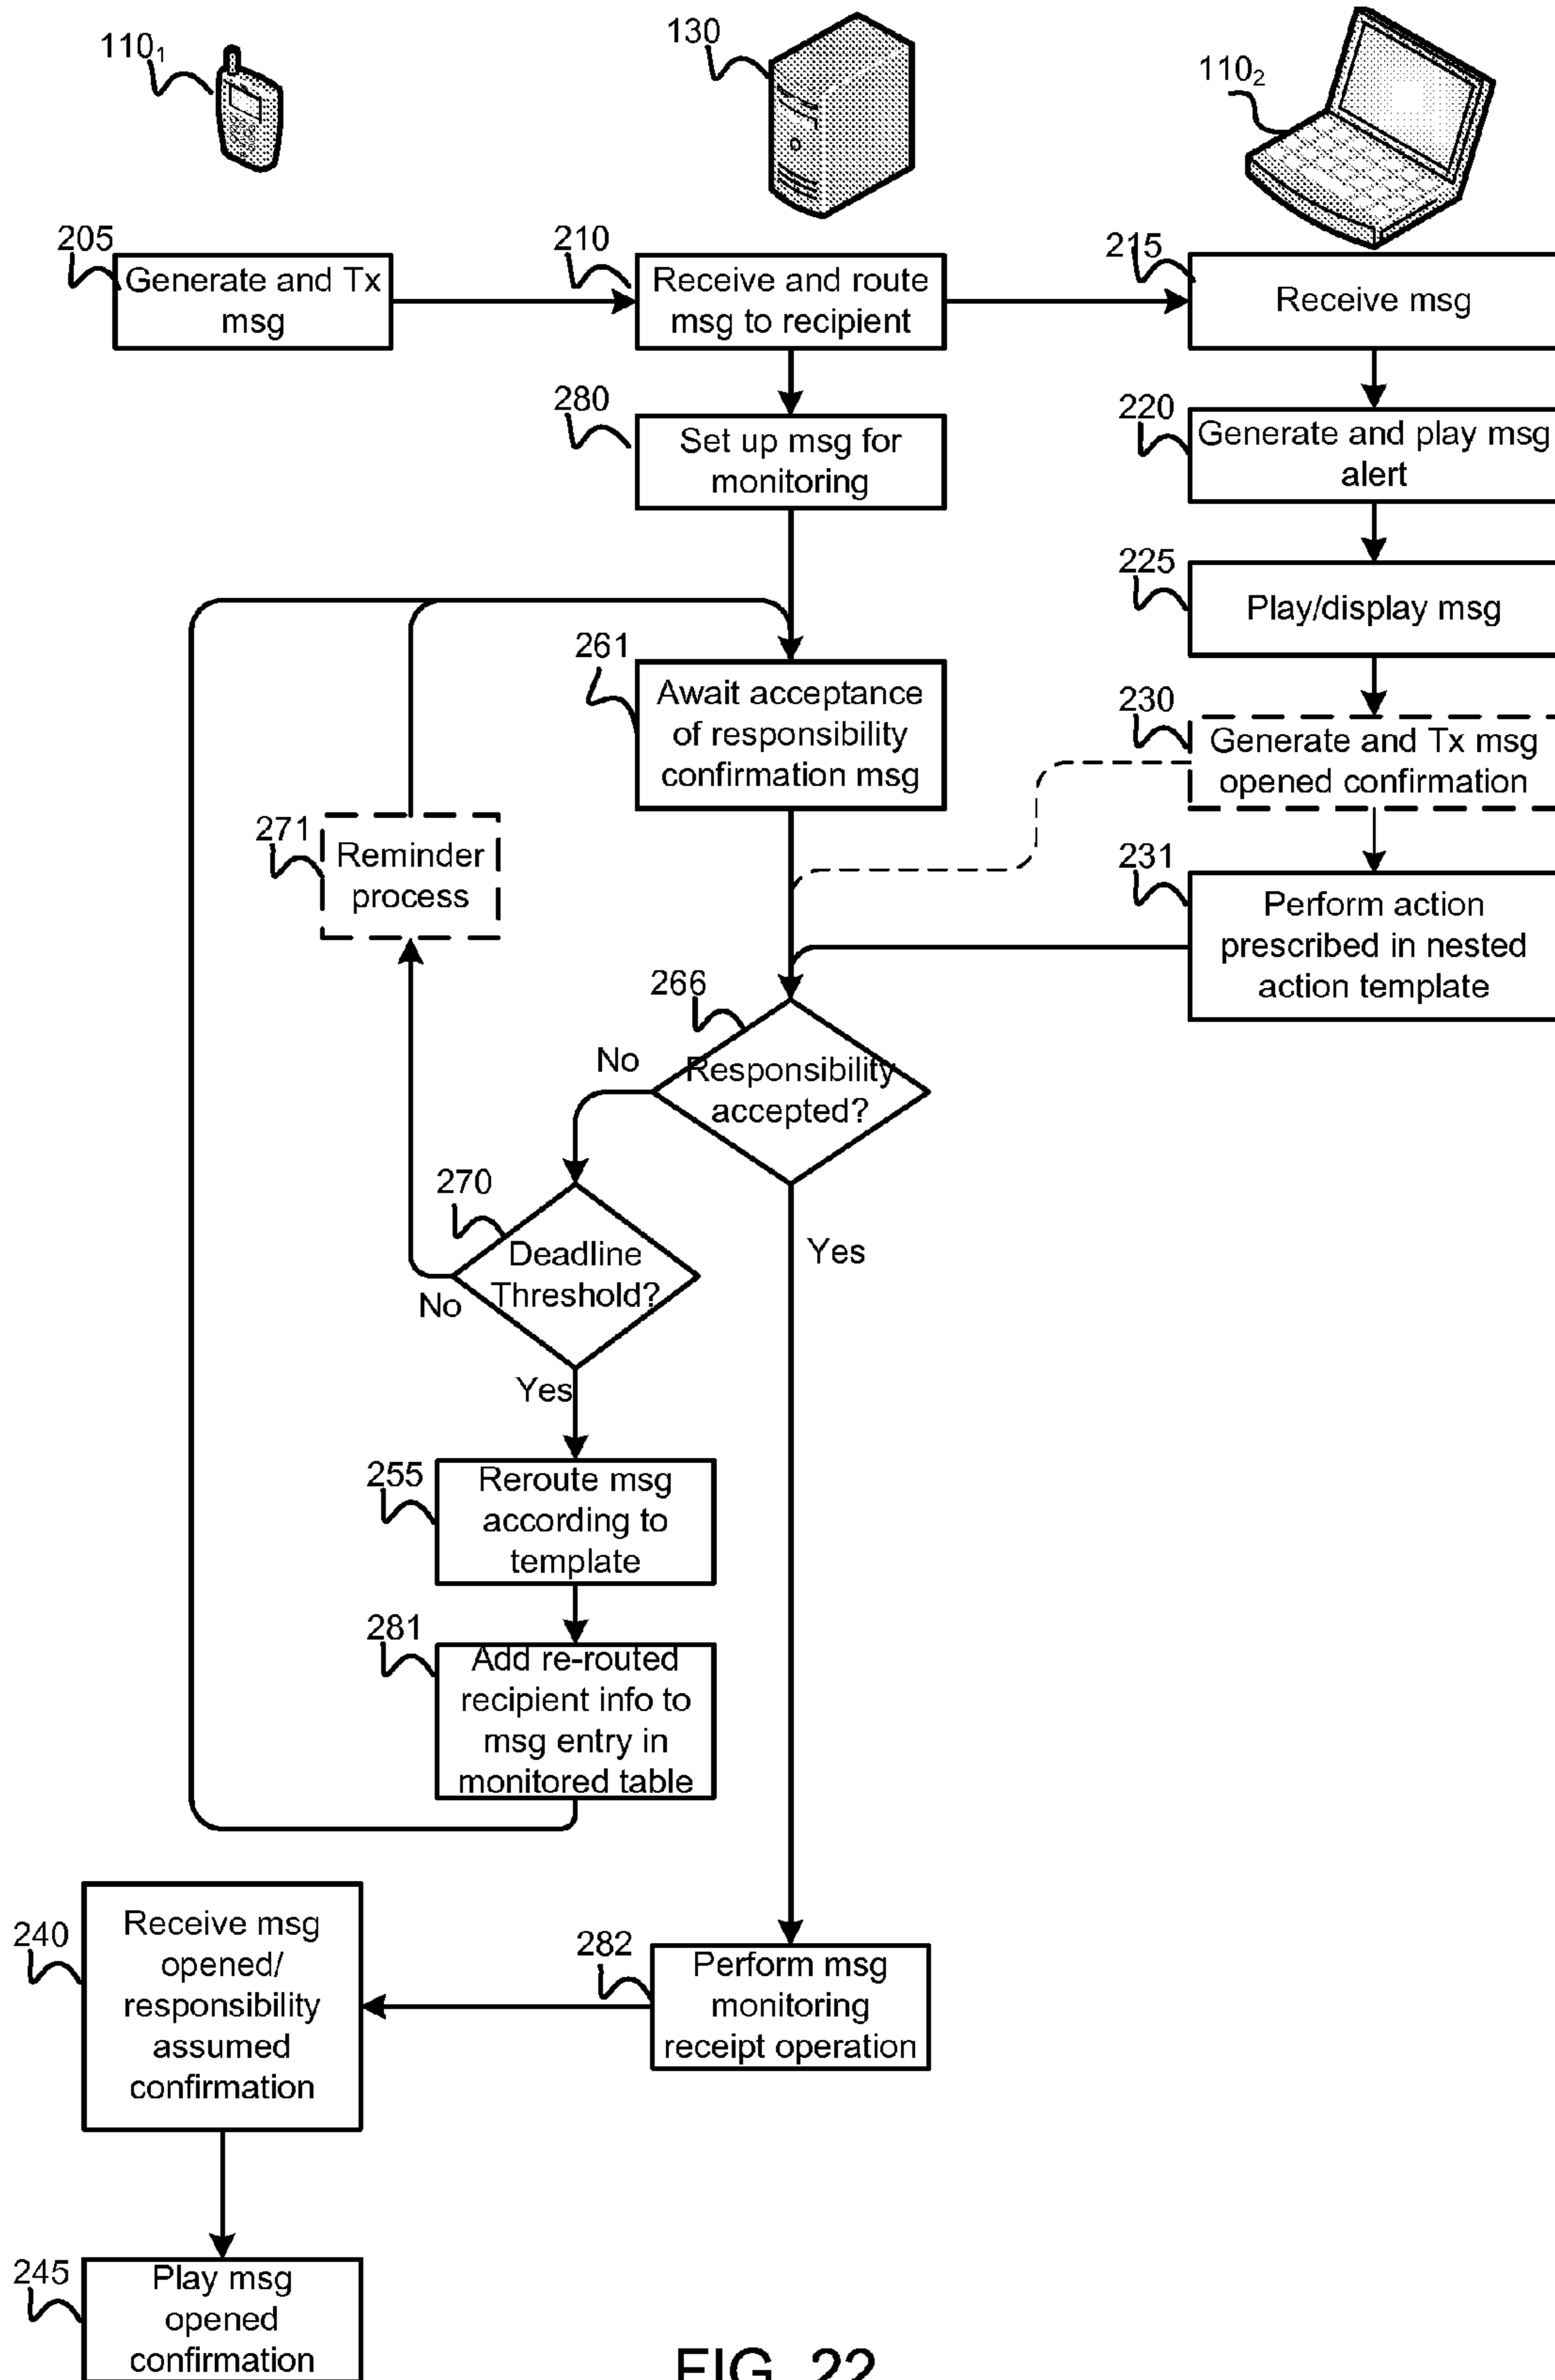 110₁
130
110₂
205
Generate and Tx
msg
210
Receive and route
msg to recipient
215
Receive msg
280
Set up msg for
monitoring
220
Generate and play msg
alert
225
Play/display msg
261
Await acceptance
of responsibility
confirmation msg
230
Generate and Tx msg
opened confirmation
271
Reminder
process
231
Perform action
prescribed in nested
action template
266
Responsibility
accepted?
No
Yes
270
Deadline
Threshold?
No
Yes
255
Reroute msg
according to
template
281
Add re-routed
recipient info to
msg entry in
monitored table
240
Receive msg
opened/
responsibility
assumed
confirmation
282
Perform msg
monitoring
receipt operation
245
Play msg
opened
confirmation
FIG. 22